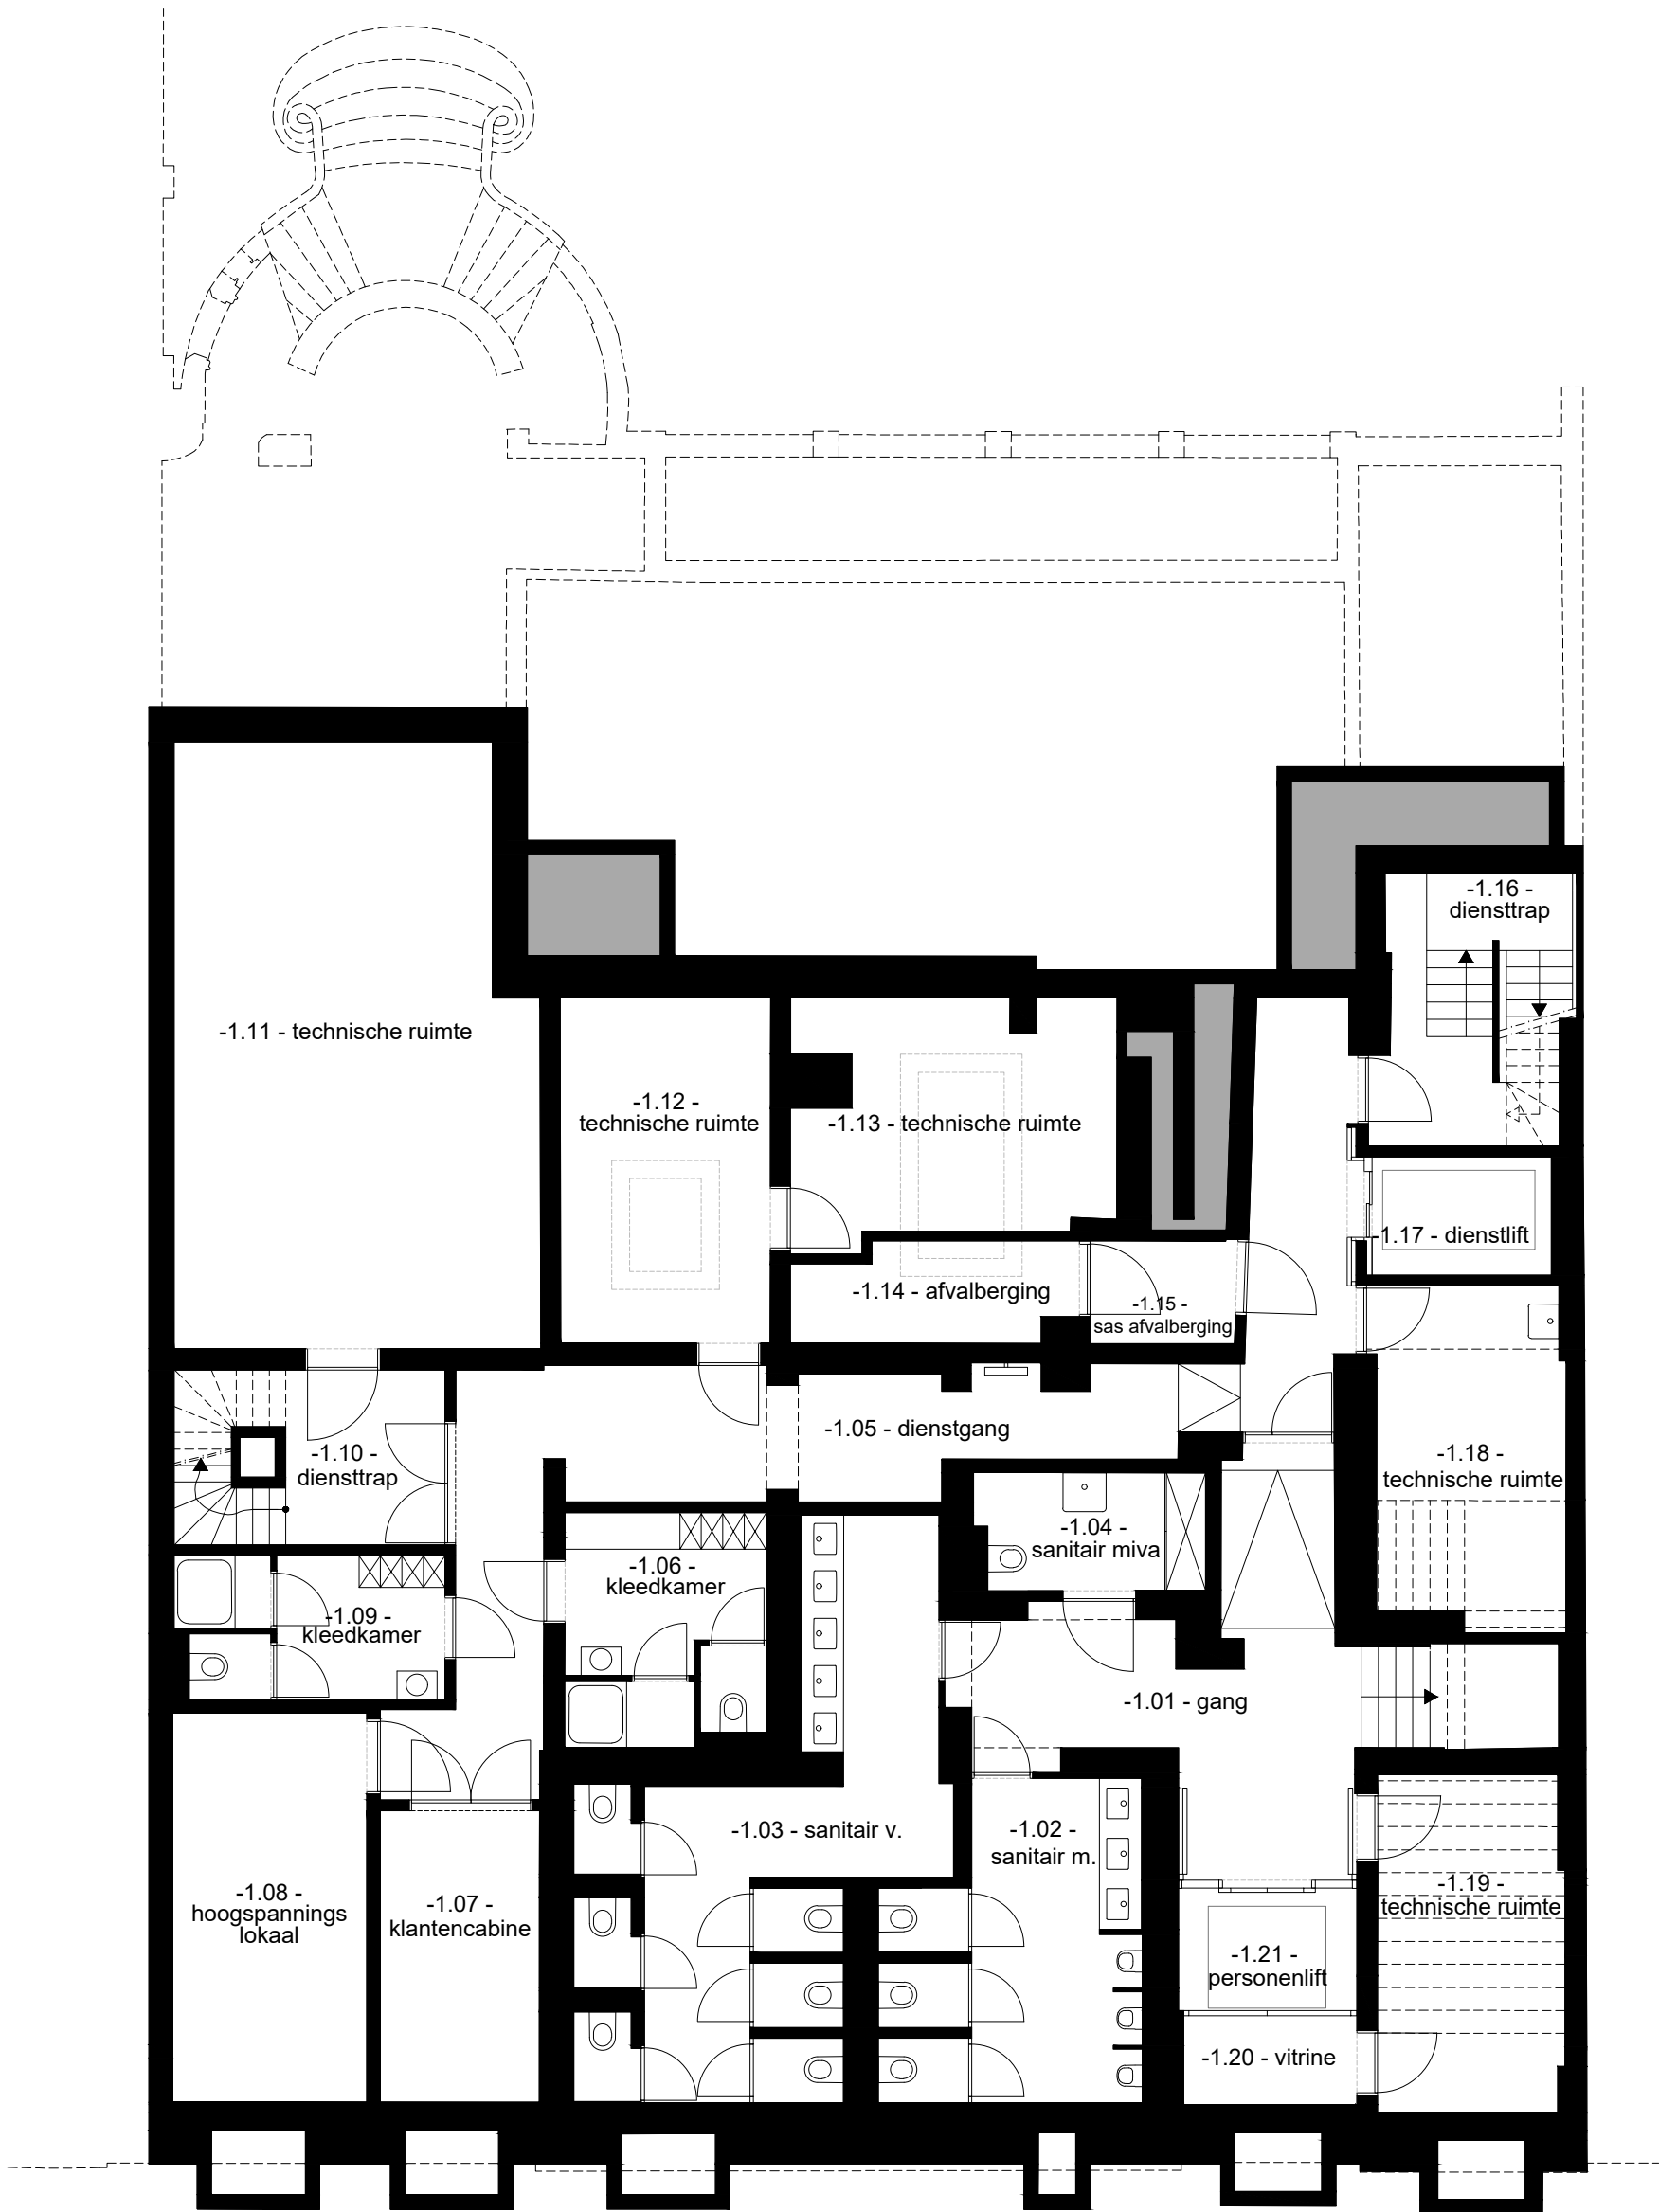 -1.16 -
diensttrap
-1.11 - technische ruimte
-1.12 -
technische ruimte
-1.13 - technische ruimte
-1.17 - dienstlift
-1.14 - afvalberging
-1.15 -
sas afvalberging
-1.05 - dienstgang
-1.10 -
diensttrap
-1.18 -
technische ruimte
-1.04 -
sanitair miva
-1.06 -
kleedkamer
-1.09 -
kleedkamer
-1.01 - gang
-1.03 - sanitair v.
-1.02 -
sanitair m.
-1.08 -
hoogspannings
lokaal
-1.07 -
klantencabine
-1.19 -
technische ruimte
-1.21 -
personenlift
-1.20 - vitrine